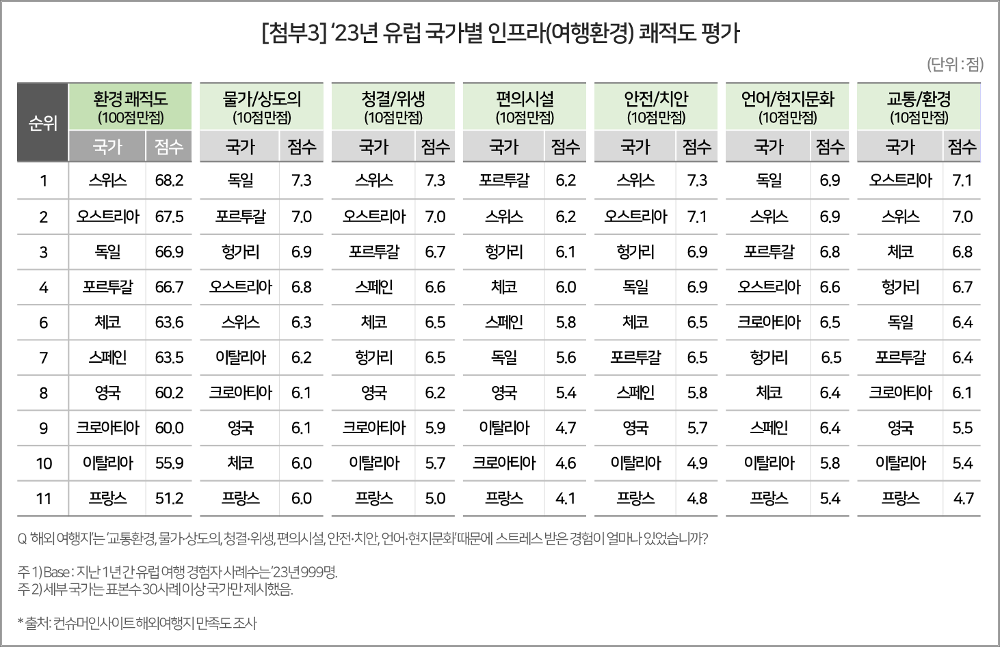 [첨부3] ‘23년 유럽 국가별 인프라(여행환경) 쾌적도 평가
(단위 : 점)
순위 환경 쾌적도 (100점만점) 물가/상도의 (10점만점) 청결/위생 (10점만점) 편의시설 (10점만점) 안전/치안 (10점만점) 언어/현지문화 (10점만점) 교통/환경 (10점만점)
국가 점수 국가 점수 국가 점수 국가 점수 국가 점수 국가 점수 국가 점수
1 스위스 68.2 독일 7.3 스위스 7.3 포르투갈 6.2 스위스 7.3 독일 6.9 오스트리아 7.1
2 오스트리아 67.5 포르투갈 7.0 오스트리아 7.0 스위스 6.2 오스트리아 7.1 스위스 6.9 스위스 7.0
3 독일 66.9 헝가리 6.9 포르투갈 6.7 헝가리 6.1 헝가리 6.9 포르투갈 6.8 체코 6.8
4 포르투갈 66.7 오스트리아 6.8 스페인 6.6 체코 6.0 독일 6.9 오스트리아 6.6 헝가리 6.7
6 체코 63.6 스위스 6.3 체코 6.5 스페인 5.8 체코 6.5 크로아티아 6.5 독일 6.4
7 스페인 63.5 이탈리아 6.2 헝가리 6.5 독일 5.6 포르투갈 6.5 헝가리 6.5 포르투갈 6.4
8 영국 60.2 크로아티아 6.1 영국 6.2 영국 5.4 스페인 5.8 체코 6.4 크로아티아 6.1
9 크로아티아 60.0 영국 6.1 크로아티아 5.9 이탈리아 4.7 영국 5.7 스페인 6.4 영국 5.5
10 이탈리아 55.9 체코 6.0 이탈리아 5.7 크로아티아 4.6 이탈리아 4.9 이탈리아 5.8 이탈리아 5.4
11 프랑스 51.2 프랑스 6.0 프랑스 5.0 프랑스 4.1 프랑스 4.8 프랑스 5.4 프랑스 4.7
Q. ‘해외 여행지’는 ‘교통환경, 물가·상도의, 청결·위생, 편의시설, 안전·치안, 언어·현지문화’ 때문에 스트레스 받은 경험이 얼마나 있었습니까?
주 1) Base : 지난 1년 간 유럽 여행 경험자 사례수는 ‘23년 999명.
주 2) 세부 국가는 표본수 30사례 이상 국가만 제시했음.
* 출처: 컨슈머인사이트 해외여행지 만족도 조사